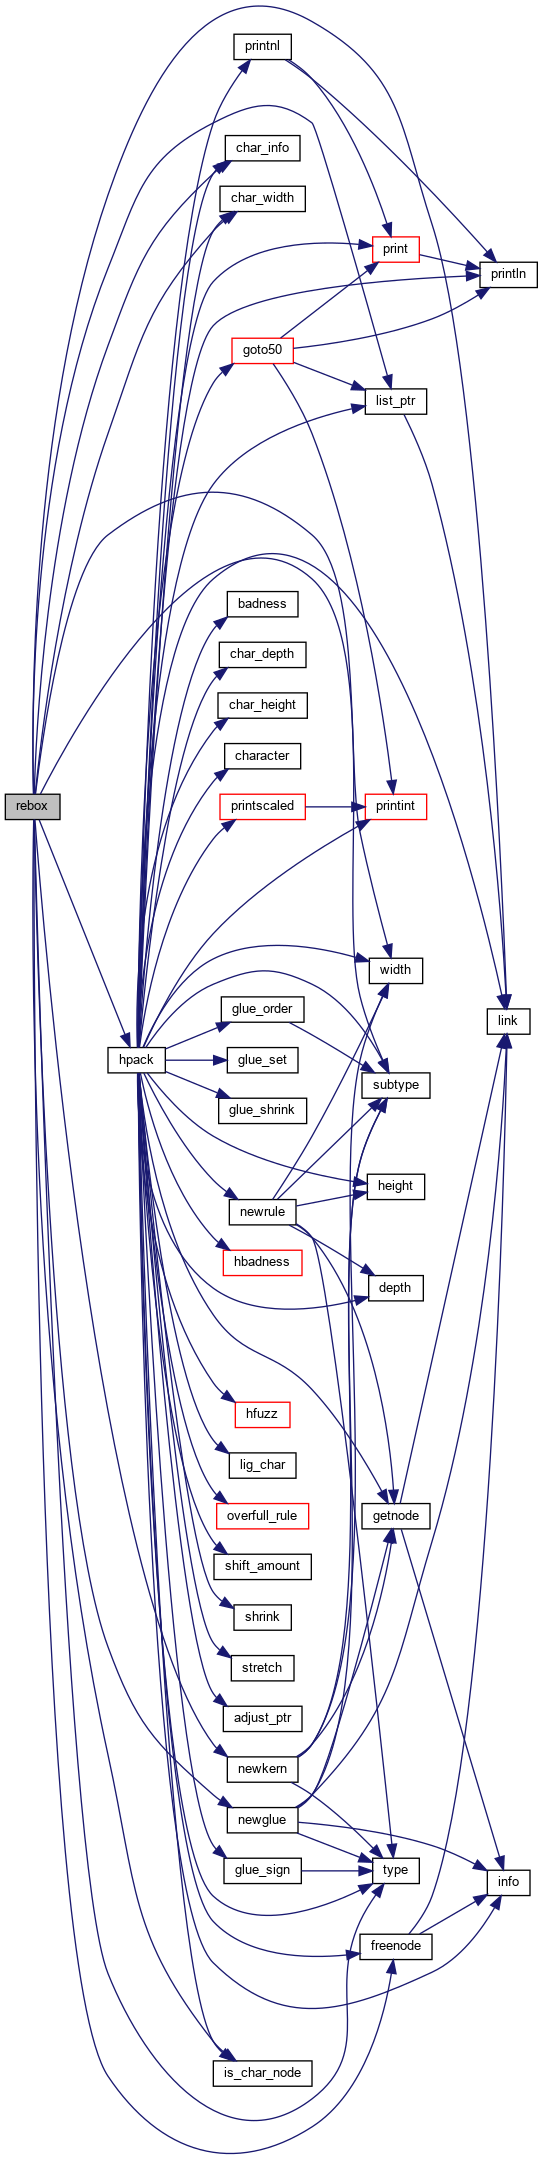 printnl
char_info
char_width
print
println
goto50
list_ptr
badness
char_depth
char_height
character
rebox
printscaled
printint
width
glue_order
link
hpack
glue_set
subtype
glue_shrink
height
newrule
hbadness
depth
hfuzz
lig_char
overfull_rule
getnode
shift_amount
shrink
stretch
adjust_ptr
newkern
newglue
glue_sign
type
info
freenode
is_char_node